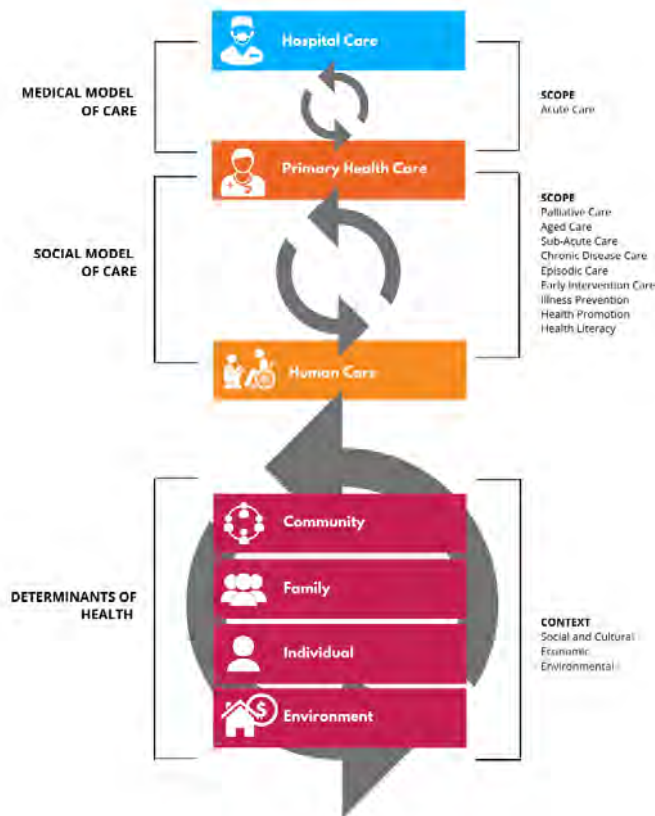 Hospital Care
MEDICAL MODEL
OF CARE
SCOPE
Acute Care
Primary Health Care
SOCIAL MODEL
OF CARE
SCOPE
Palliative Care
Aged Care
Sub-Acute Care
Chronic Disease Care
Episodic Care
Early Intervention Care
Illness Prevention
Health Promotion
Health Literacy
Human Care
Community
Family
Individual
Environment
$
DETERMINANTS OF
HEALTH
CONTEXT
Social and Cultural
Economic
Environmental